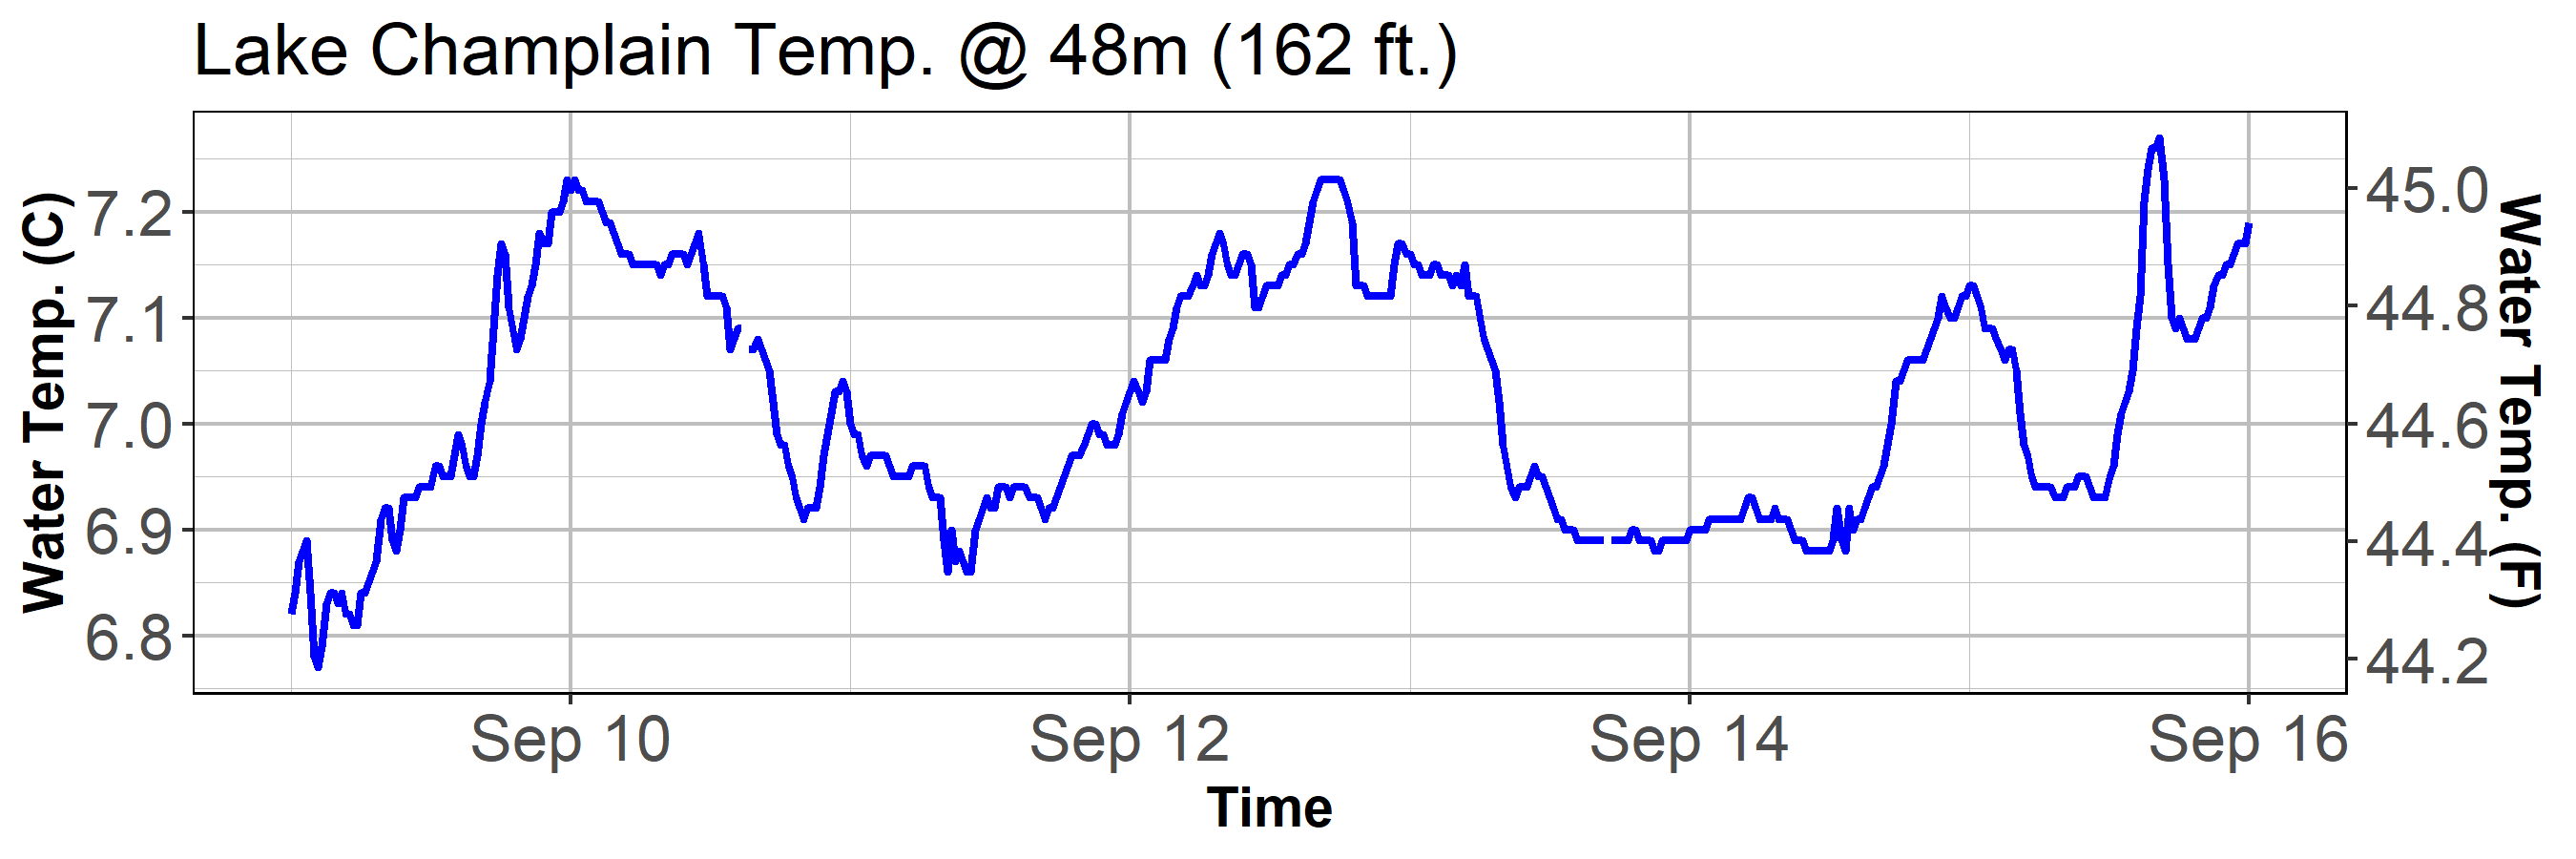 Lake Champlain Temp. @ 48m (162 ft.)
Water Temp. (C)
7.2
7.1
7.0
6.9
6.8
45.0
44.8
44.6
44.4
44.2
Water Temp. (F)
Sep 10 Sep 12 Sep 14 Sep 16
Time